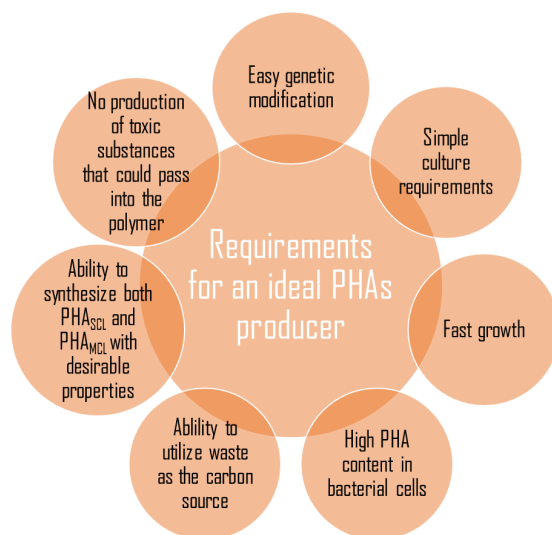 Requirements
for an ideal PHAs
producer
Easy genetic
modification
Simple
culture
requirements
Fast growth
High PHA
content in
bacterial cells
Ablility to
utilize waste
as the carbon
source
Ability to
synthesize both
PHASCL and
PHAMCL with
desirable
properties
No production
of toxic
substances
that could pass
into the
polymer